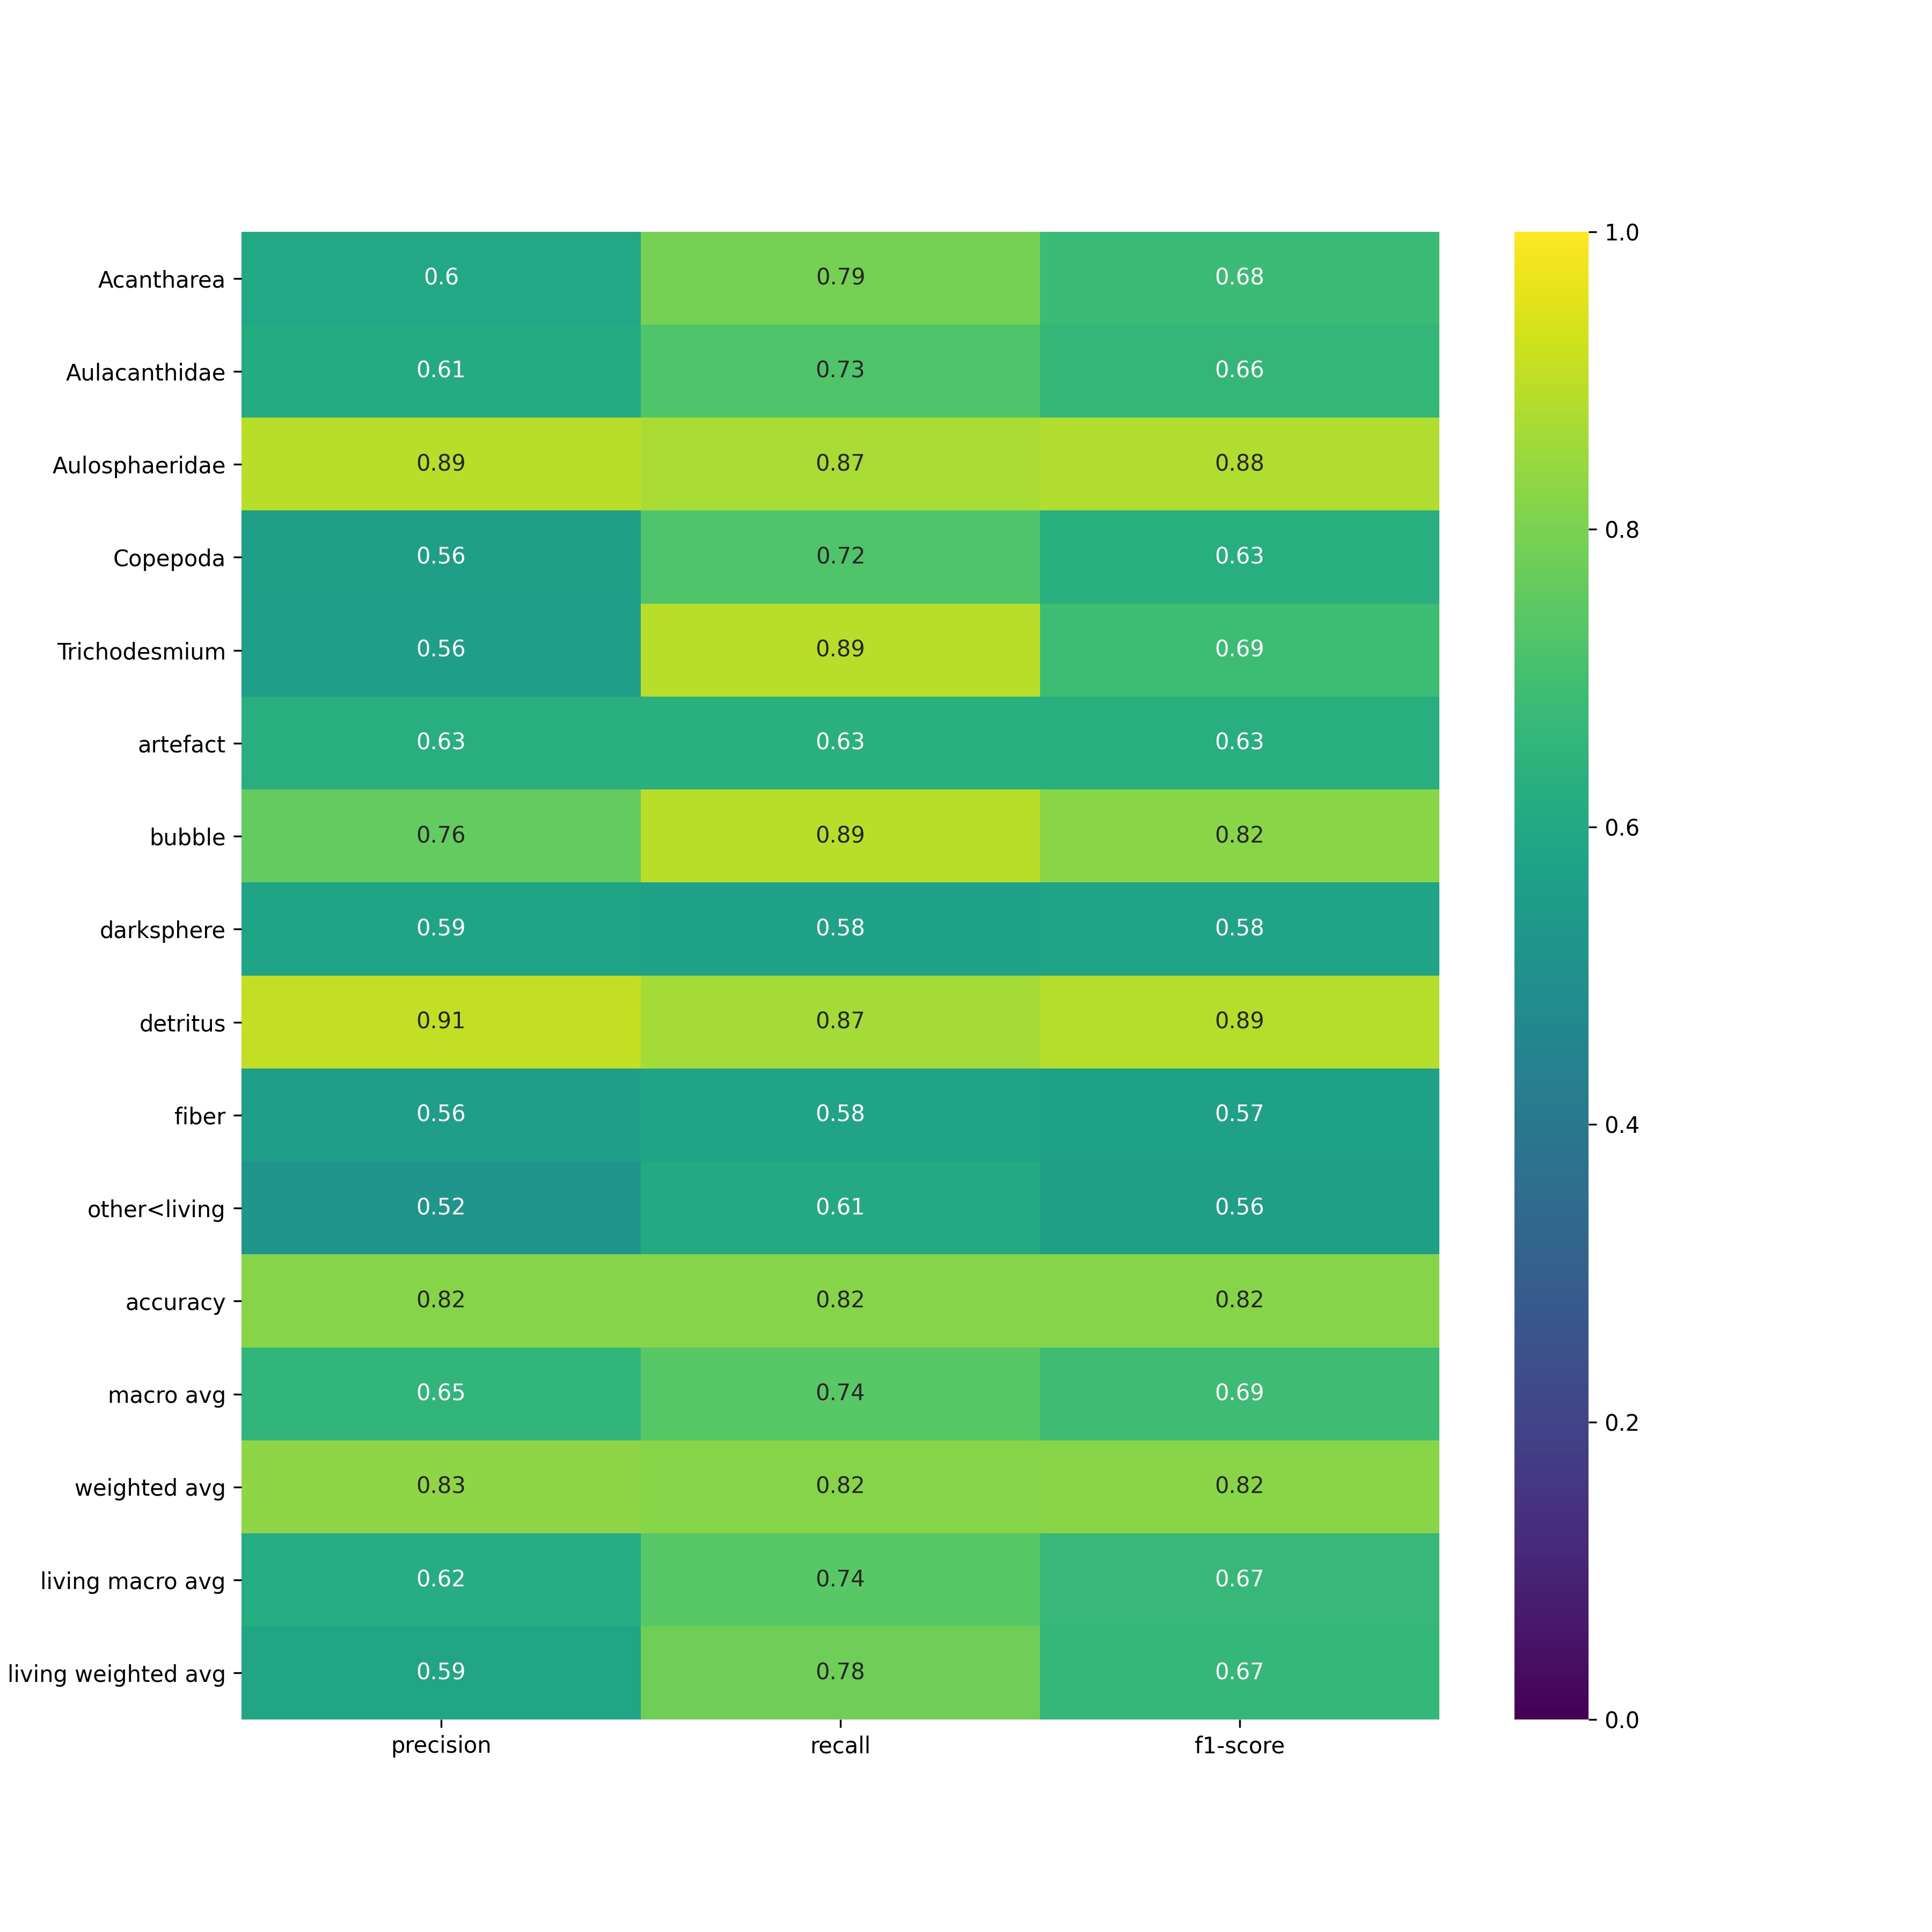 Acantharea 0.6 0.79 0.68
Aulacanthidae 0.61 0.73 0.66
Aulosphaeridae 0.89 0.87 0.88
Copepoda 0.56 0.72 0.63
Trichodesmium 0.56 0.89 0.69
artefact 0.63 0.63 0.63
bubble 0.76 0.89 0.82
darksphere 0.59 0.58 0.58
detritus 0.91 0.87 0.89
fiber 0.56 0.58 0.57
other<living 0.52 0.61 0.56
accuracy 0.82 0.82 0.82
macro avg 0.65 0.74 0.69
weighted avg 0.83 0.82 0.82
living macro avg 0.62 0.74 0.67
living weighted avg 0.59 0.78 0.67
precision recall f1-score
1.0
0.8
0.6
0.4
0.2
0.0